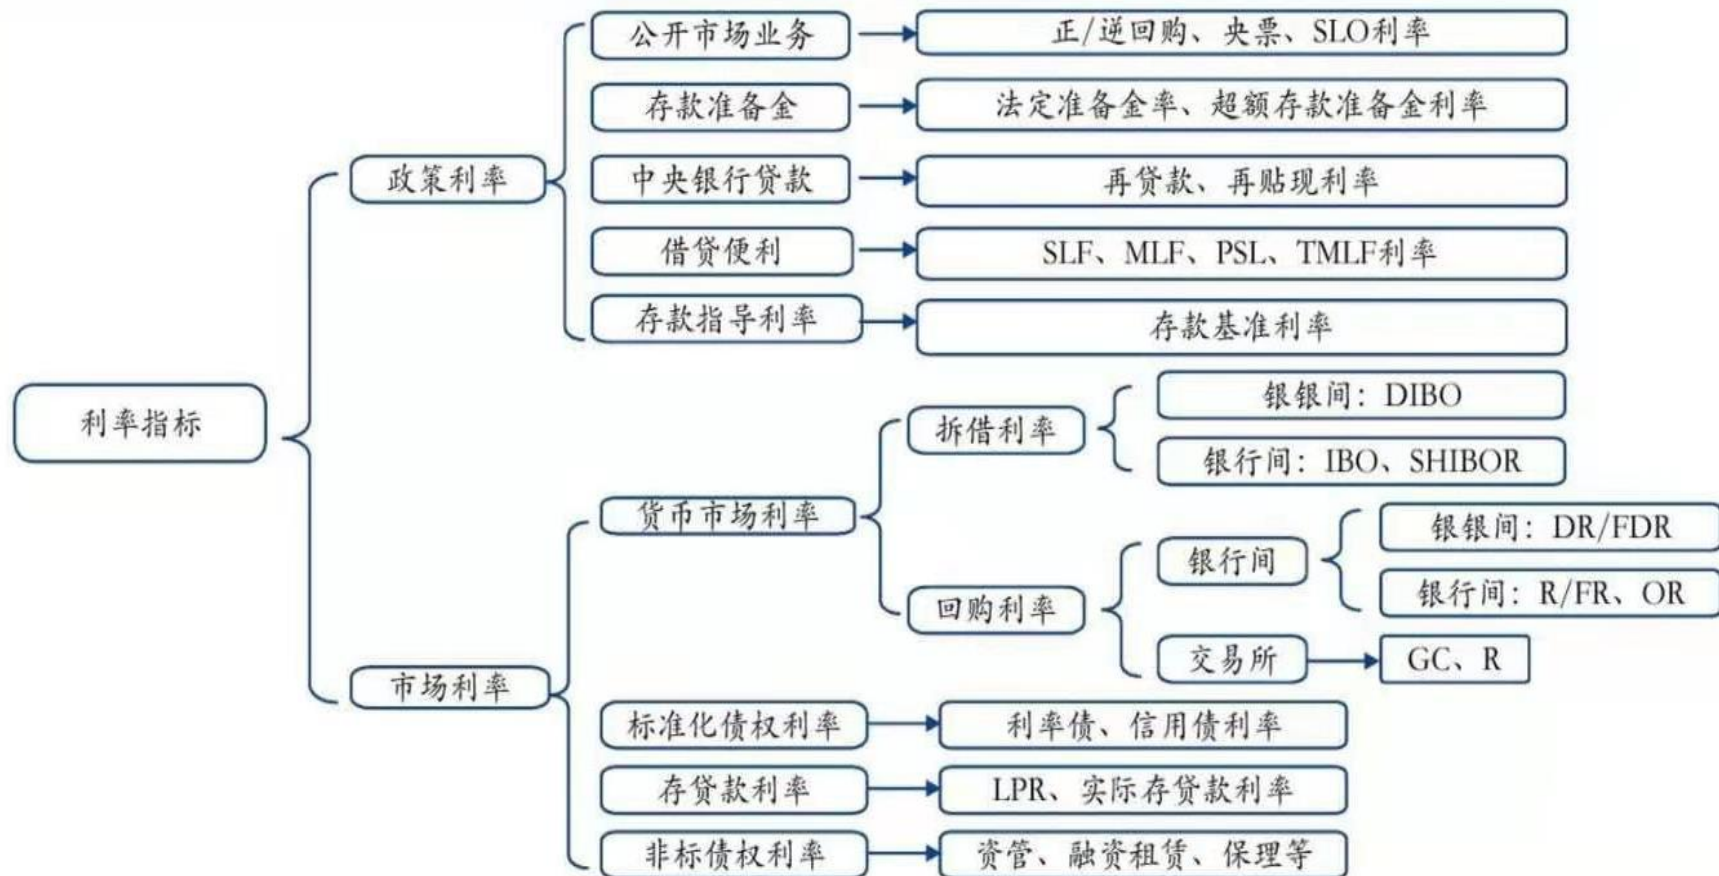 利率指标
政策利率
公开市场业务
正/逆回购、央票、SLO利率
存款准备金
法定准备金率、超额存款准备金利率
中央银行贷款
再贷款、再贴现利率
借贷便利
SLF、MLF、PSL、TMLF利率
存款指导利率
存款基准利率
市场利率
货币市场利率
拆借利率
银银间：DIBO
银行间：IBO、SHIBOR
回购利率
银行间
银银间：DR/FDR
银行间：R/FR、OR
交易所
GC、R
标准化债权利率
利率债、信用债利率
存贷款利率
LPR、实际存贷款利率
非标债权利率
资管、融资租赁、保理等